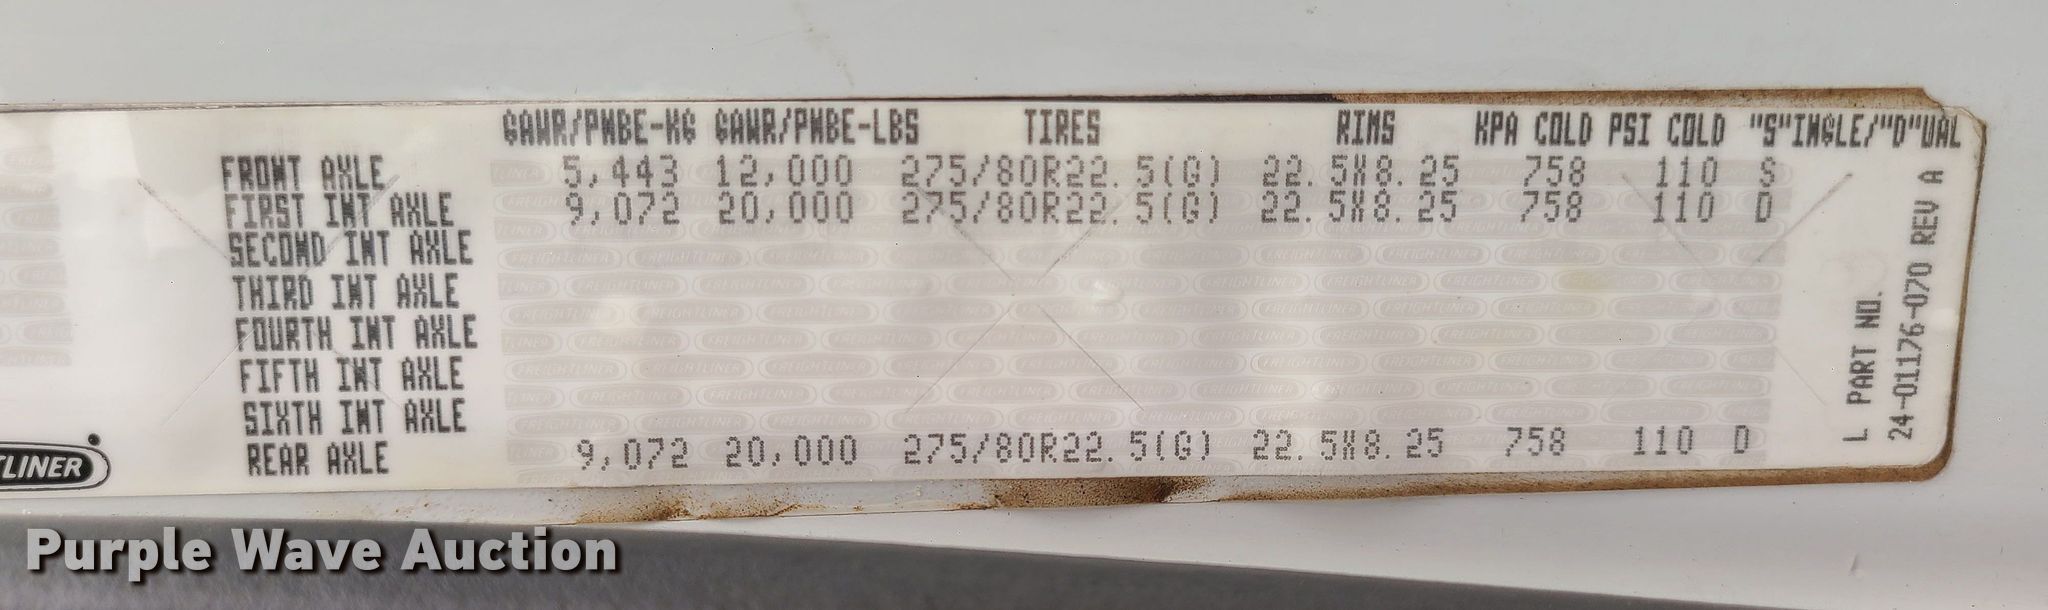 GAWR/PNBE-KG GAWR/PNBE-LBS TIRES RIMS KPA COLD PSI COLD "S"INGLE/"D"UAL
FRONT AXLE 5,443 12,000 275/80R22.5(G) 22.5X8.25 758 110 S
FIRST INT AXLE 9,072 20,000 275/80R22.5(G) 22.5X8.25 758 110 D
SECOND INT AXLE
THIRD INT AXLE
FOURTH INT AXLE
FIFTH INT AXLE
SIXTH INT AXLE
REAR AXLE 9,072 20,000 275/80R22.5(G) 22.5X8.25 758 110 D
L PART NO.
24-01176-070 REV A
TLINER
Purple Wave Auction